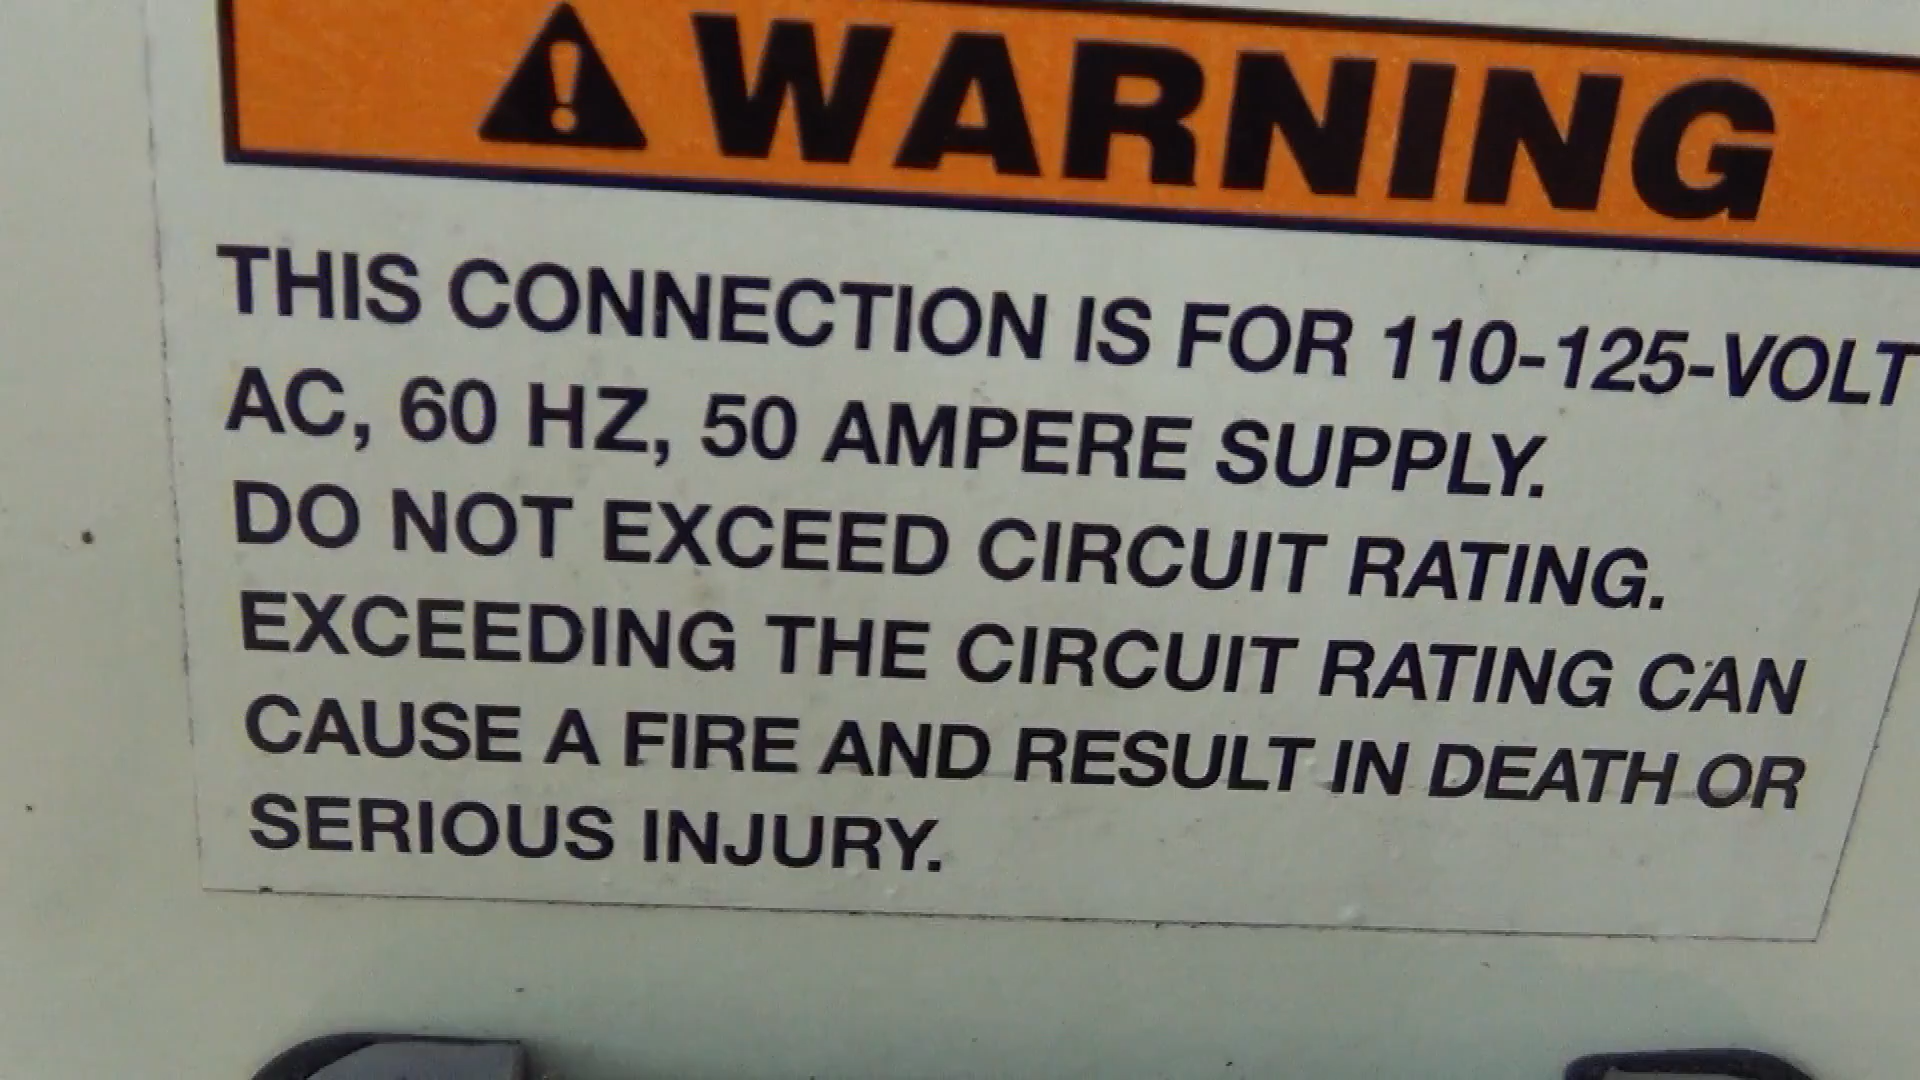 WARNING
THIS CONNECTION IS FOR 110-125-VOLT
AC, 60 HZ, 50 AMPERE SUPPLY.
DO NOT EXCEED CIRCUIT RATING.
EXCEEDING THE CIRCUIT RATING CAN
CAUSE A FIRE AND RESULT IN DEATH OR
SERIOUS INJURY.